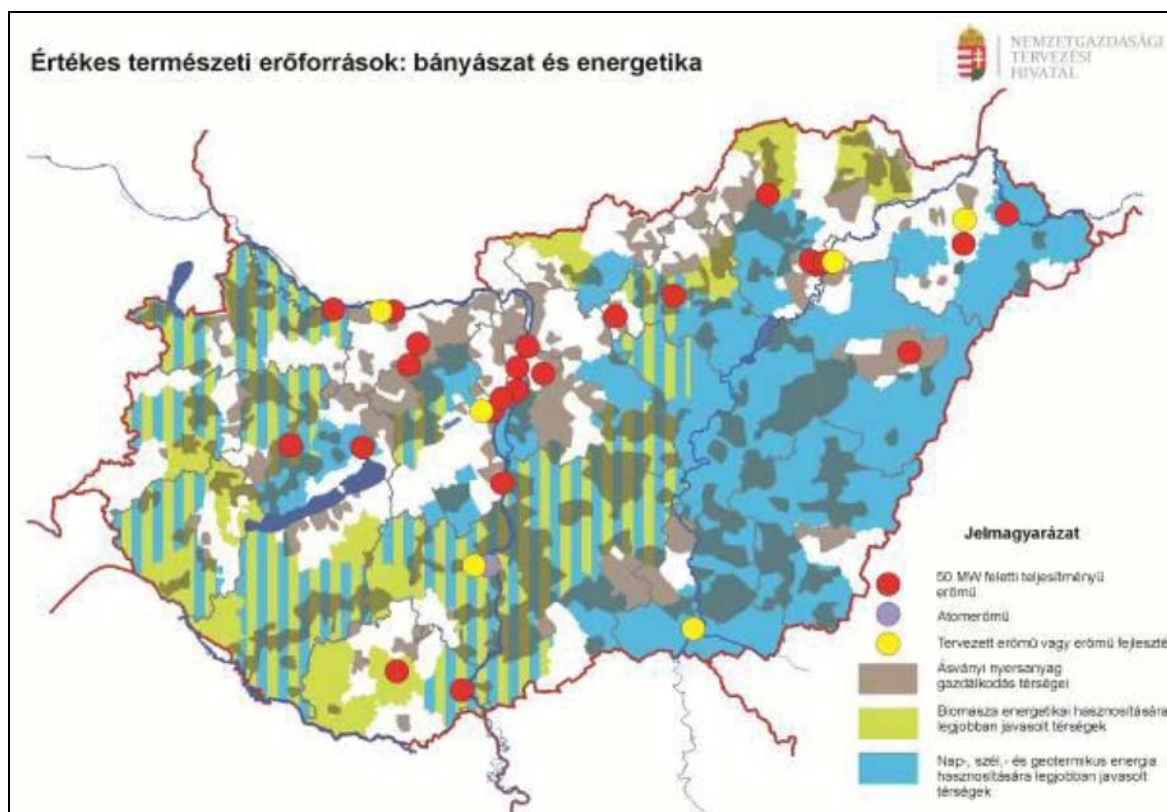 Értékes természeti erőforrások: bányászat és energetika
NEMZETGAZDASÁGI
TERVEZÉSI
HIVATAL
Jelmagyarázat
50 MW feletti teljesítményű
erőmű
Atomerőmű
Tervezett erőmű vagy erőmű fejleszté
Ásványi nyersanyag
gazdálkodás térségei
Biomasza energetikai hasznosítására
legjobban javasolt térségek
Nap-, szél,- és geotermikus energia
hasznosítására legjobban javasolt
térségek